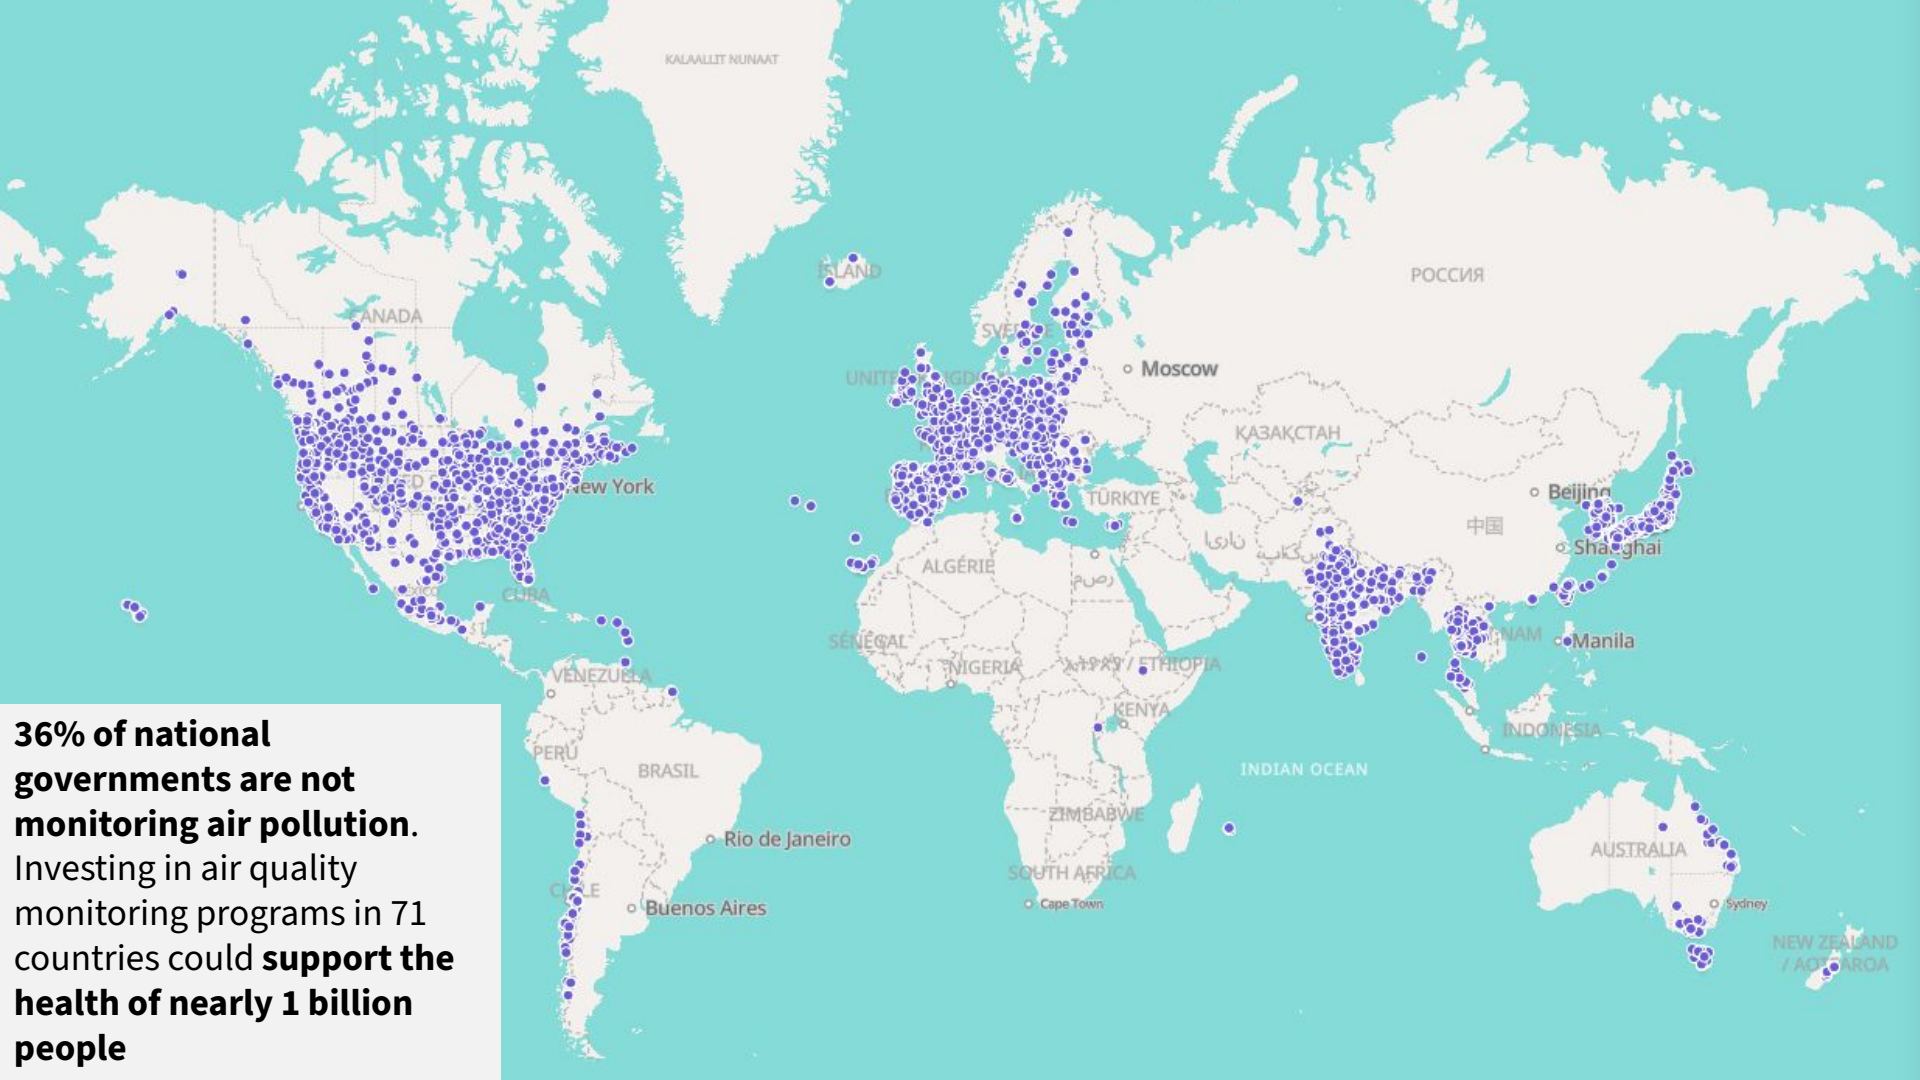 KALAALLIT NUNAAT
ÍSLAND
РОССИЯ
CANADA
Moscow
ҚАЗАҚСТАН
New York
Beijing
TÜRKIYE
中国
Shanghai
ALGÉRIE
CUBA
SÉNÉGAL
Manila
NIGERIA
/ ETHIOPIA
VENEZUELA
KENYA
INDONESIA
PERÚ
BRASIL
INDIAN OCEAN
ZIMBABWE
Rio de Janeiro
AUSTRALIA
SOUTH AFRICA
Buenos Aires
Cape Town
Sydney
NEW ZEALAND
/ AOTEAROA
36% of national
governments are not
monitoring air pollution.
Investing in air quality
monitoring programs in 71
countries could support the
health of nearly 1 billion
people